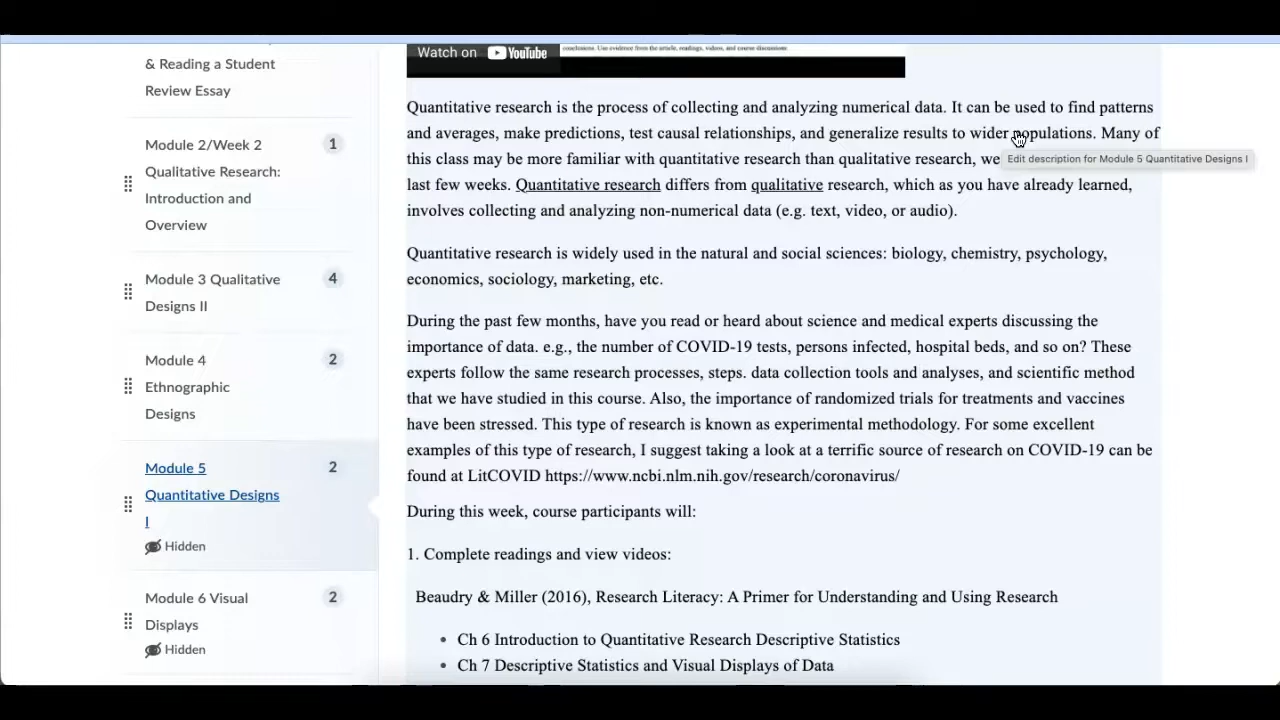 & Reading a Student
Review Essay
Module 2/Week 2
1
Qualitative Research:
Introduction and
Overview
Module 3 Qualitative
4
Designs II
Module 4
2
Ethnographic
Designs
Module 5
2
Quantitative Designs
I
Hidden
Module 6 Visual
2
Displays
Hidden
Watch on YouTube
conclusions. Use evidence from the article, readings, videos, and course discussions
Quantitative research is the process of collecting and analyzing numerical data. It can be used to find patterns
and averages, make predictions, test causal relationships, and generalize results to wider populations. Many of
this class may be more familiar with quantitative research than qualitative research, we
Edit description for Module 5 Quantitative Designs I
last few weeks. Quantitative research differs from qualitative research, which as you have already learned,
involves collecting and analyzing non-numerical data (e.g. text, video, or audio).
Quantitative research is widely used in the natural and social sciences: biology, chemistry, psychology,
economics, sociology, marketing, etc.
During the past few months, have you read or heard about science and medical experts discussing the
importance of data. e.g., the number of COVID-19 tests, persons infected, hospital beds, and so on? These
experts follow the same research processes, steps. data collection tools and analyses, and scientific method
that we have studied in this course. Also, the importance of randomized trials for treatments and vaccines
have been stressed. This type of research is known as experimental methodology. For some excellent
examples of this type of research, I suggest taking a look at a terrific source of research on COVID-19 can be
found at LitCOVID https://www.ncbi.nlm.nih.gov/research/coronavirus/
During this week, course participants will:
1. Complete readings and view videos:
Beaudry & Miller (2016), Research Literacy: A Primer for Understanding and Using Research
• Ch 6 Introduction to Quantitative Research Descriptive Statistics
• Ch 7 Descriptive Statistics and Visual Displays of Data